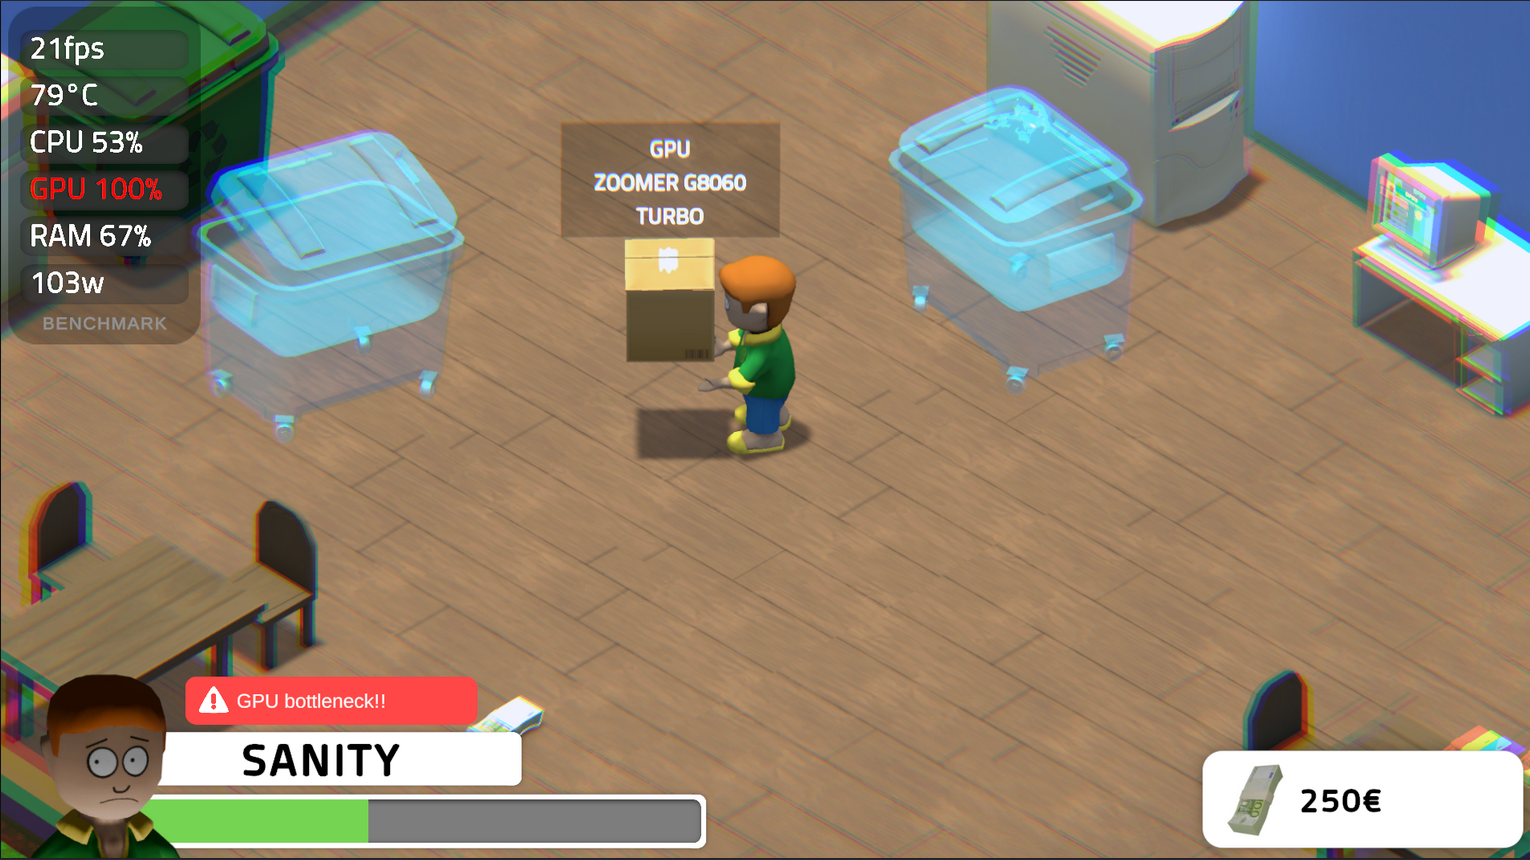 21fps
79°C
CPU 53%
GPU 100%
RAM 67%
103w
BENCHMARK
GPU
ZOOMER G8060
TURBO
GPU bottleneck!!
SANITY
250€